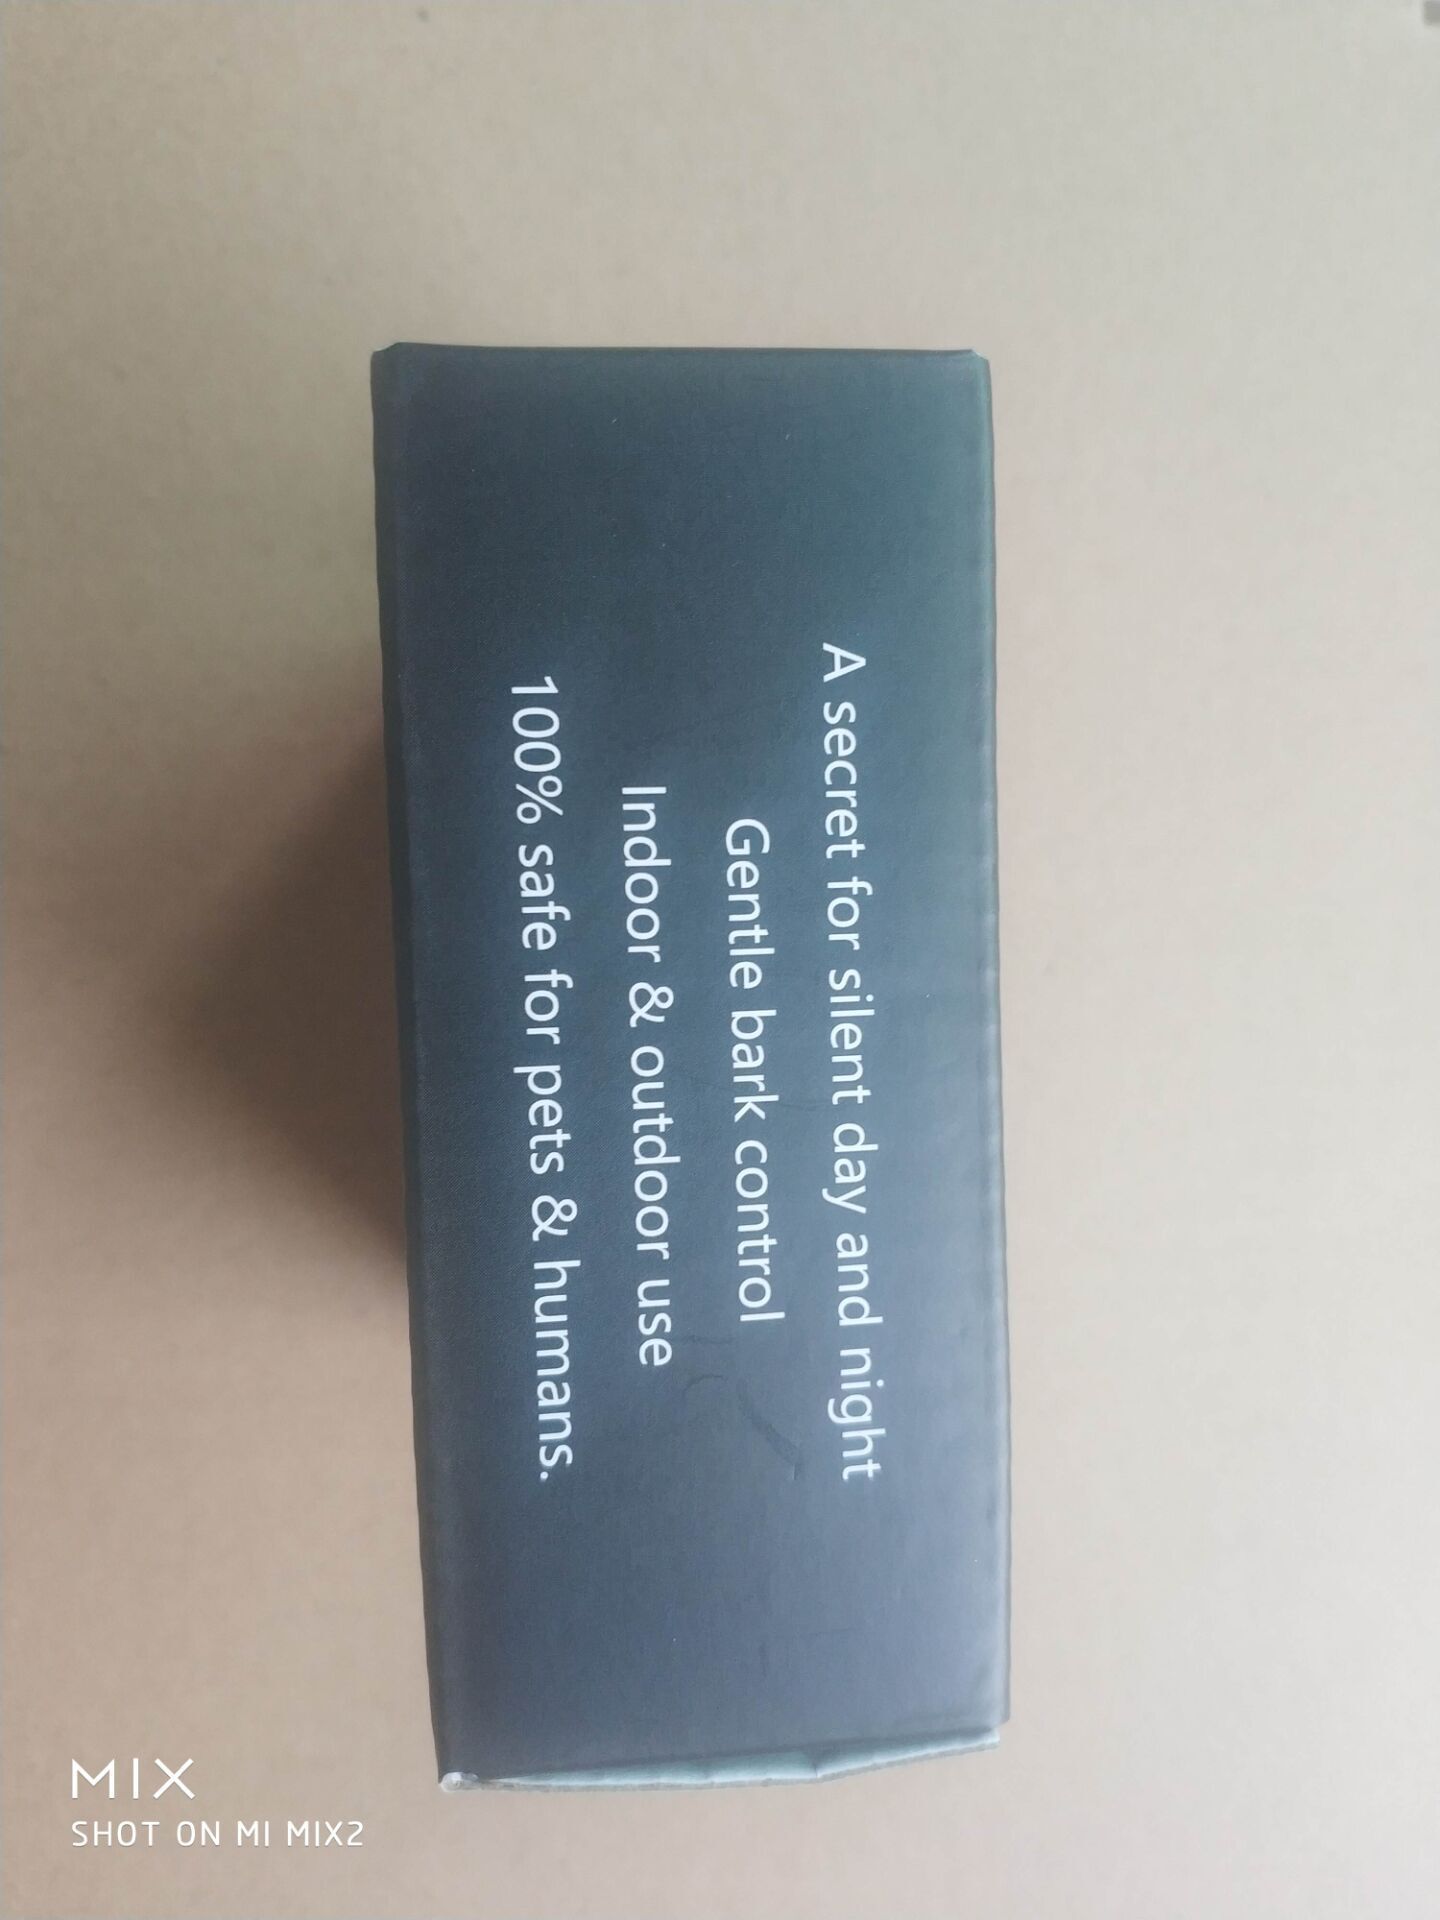 A secret for silent day and night
Gentle bark control
Indoor & outdoor use
100% safe for pets & humans.
MIX
SHOT ON MI MIX2